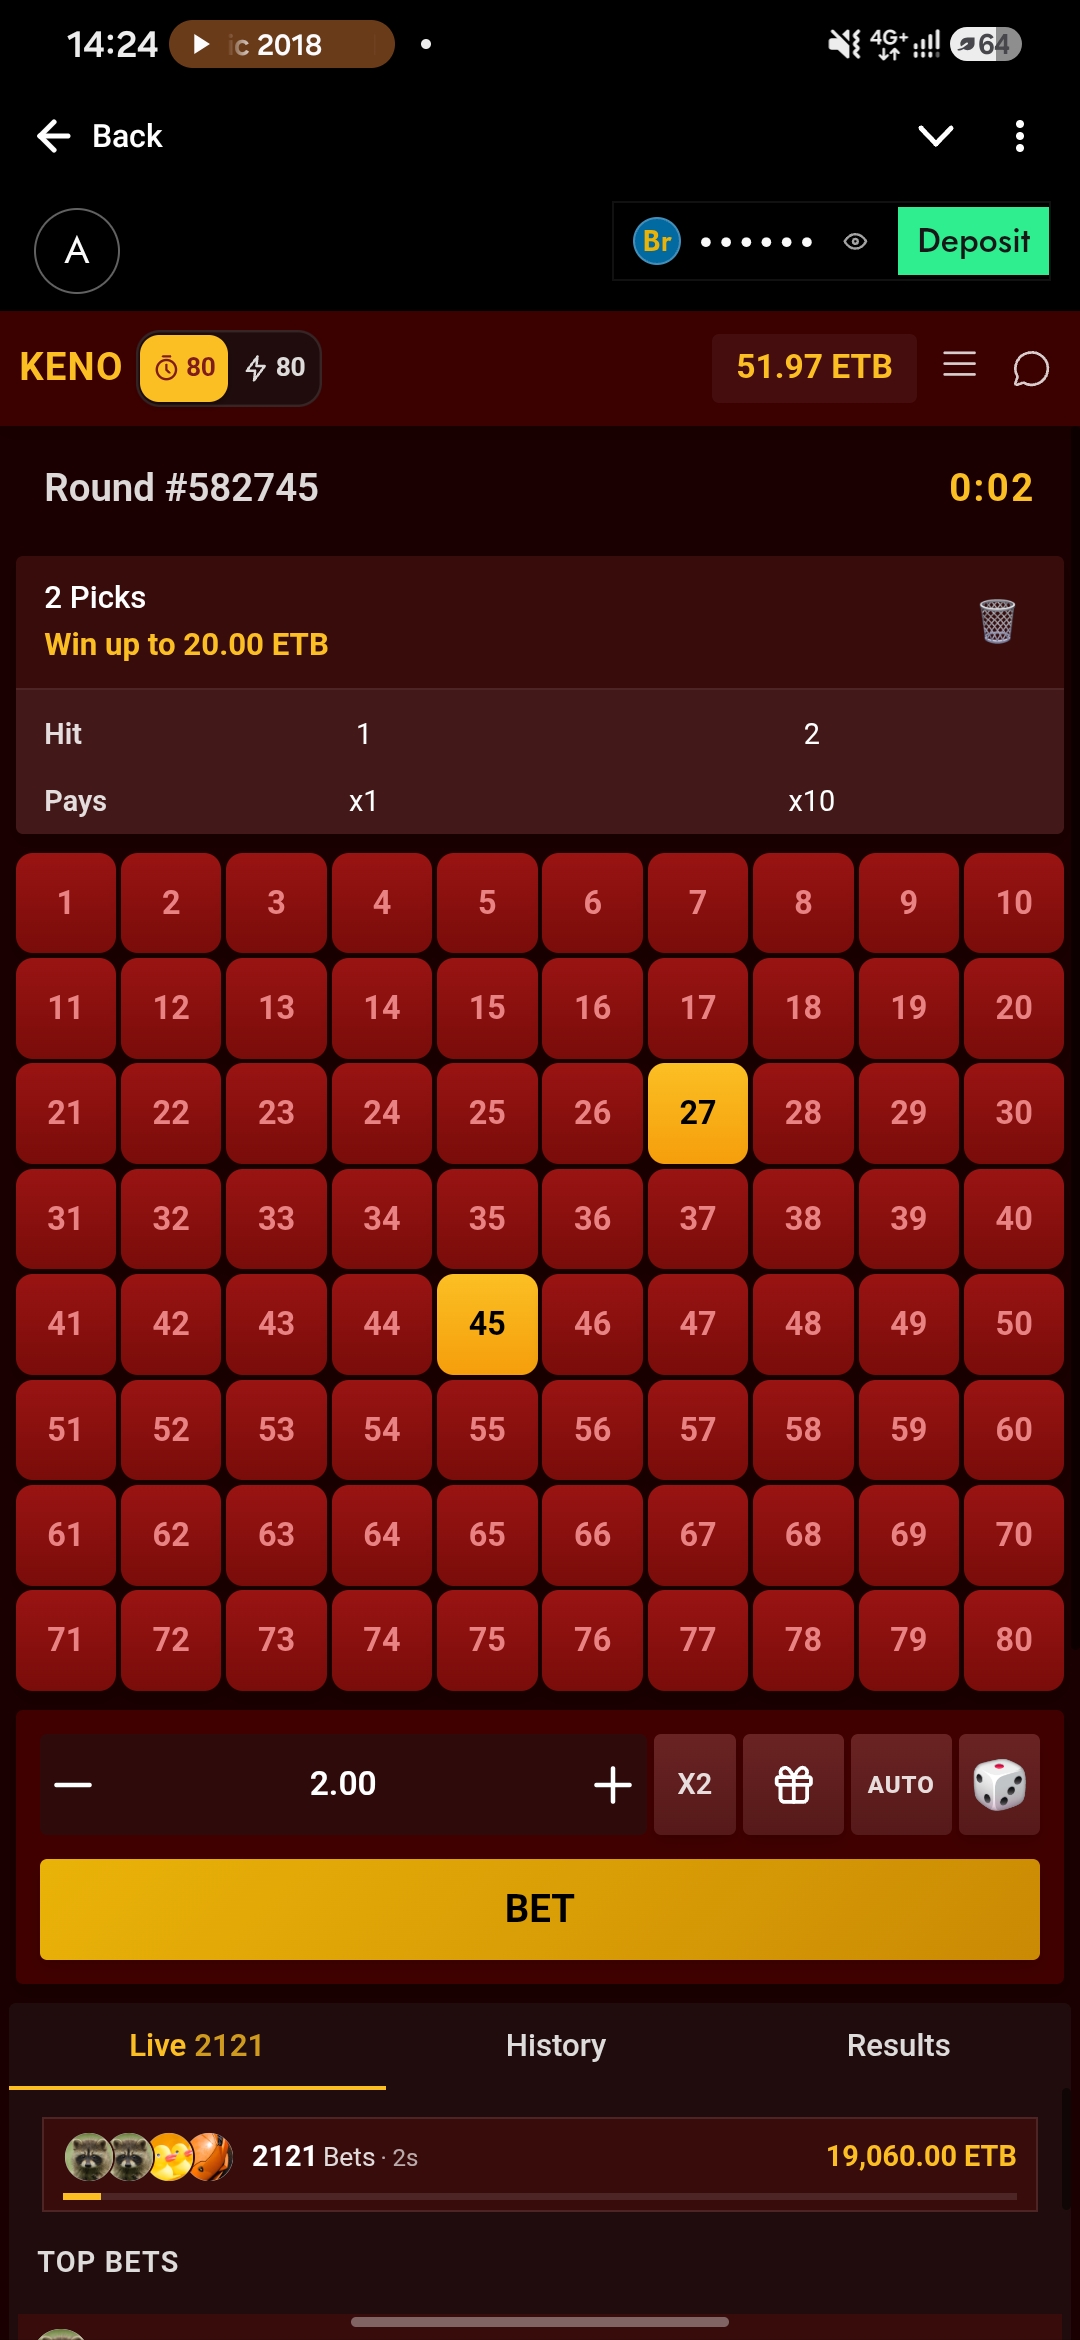 14:24 ic 2018 4G+ 64
Back
A Br •••••• Deposit
KENO 80 80 51.97 ETB
Round #582745 0:02
2 Picks
Win up to 20.00 ETB
Hit 1 2
Pays x1 x10
1 2 3 4 5 6 7 8 9 10
11 12 13 14 15 16 17 18 19 20
21 22 23 24 25 26 27 28 29 30
31 32 33 34 35 36 37 38 39 40
41 42 43 44 45 46 47 48 49 50
51 52 53 54 55 56 57 58 59 60
61 62 63 64 65 66 67 68 69 70
71 72 73 74 75 76 77 78 79 80
2.00 X2 AUTO
BET
Live 2121 History Results
2121 Bets · 2s 19,060.00 ETB
TOP BETS